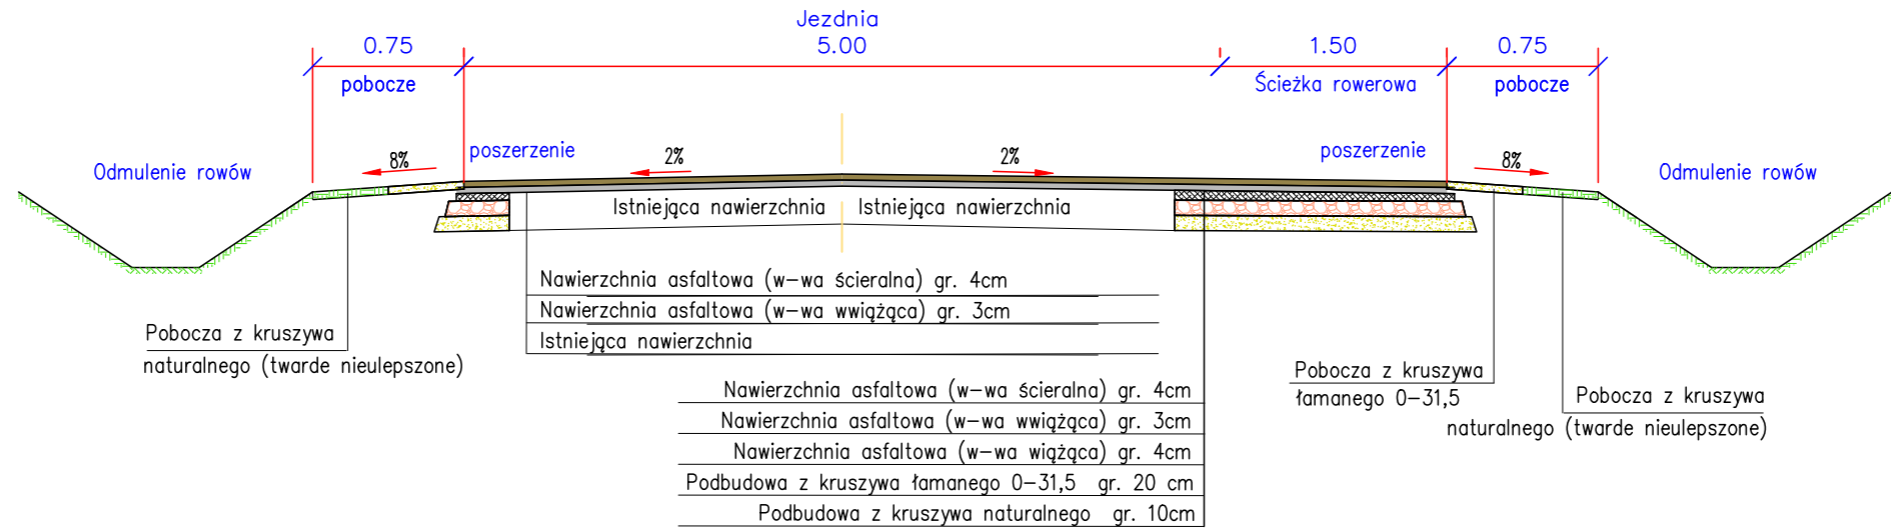 Jezdnia
0.75 5.00 1.50 0.75
pobocze Ścieżka rowerowa pobocze
poszerzenie poszerzenie
8% 2% 2% 8%
Odmulenie rowów Odmulenie rowów
Istniejąca nawierzchnia Istniejąca nawierzchnia
Nawierzchnia asfaltowa (w-wa ścieralna) gr. 4cm
Nawierzchnia asfaltowa (w-wa wwiążąca) gr. 3cm
Istniejąca nawierzchnia
Pobocza z kruszywa
naturalnego (twarde nieulepszone)
Nawierzchnia asfaltowa (w-wa ścieralna) gr. 4cm
Nawierzchnia asfaltowa (w-wa wwiążąca) gr. 3cm
Nawierzchnia asfaltowa (w-wa wiążąca) gr. 4cm
Podbudowa z kruszywa łamanego 0-31,5 gr. 20 cm
Podbudowa z kruszywa naturalnego gr. 10cm
Pobocza z kruszywa
łamanego 0-31,5
Pobocza z kruszywa
naturalnego (twarde nieulepszone)